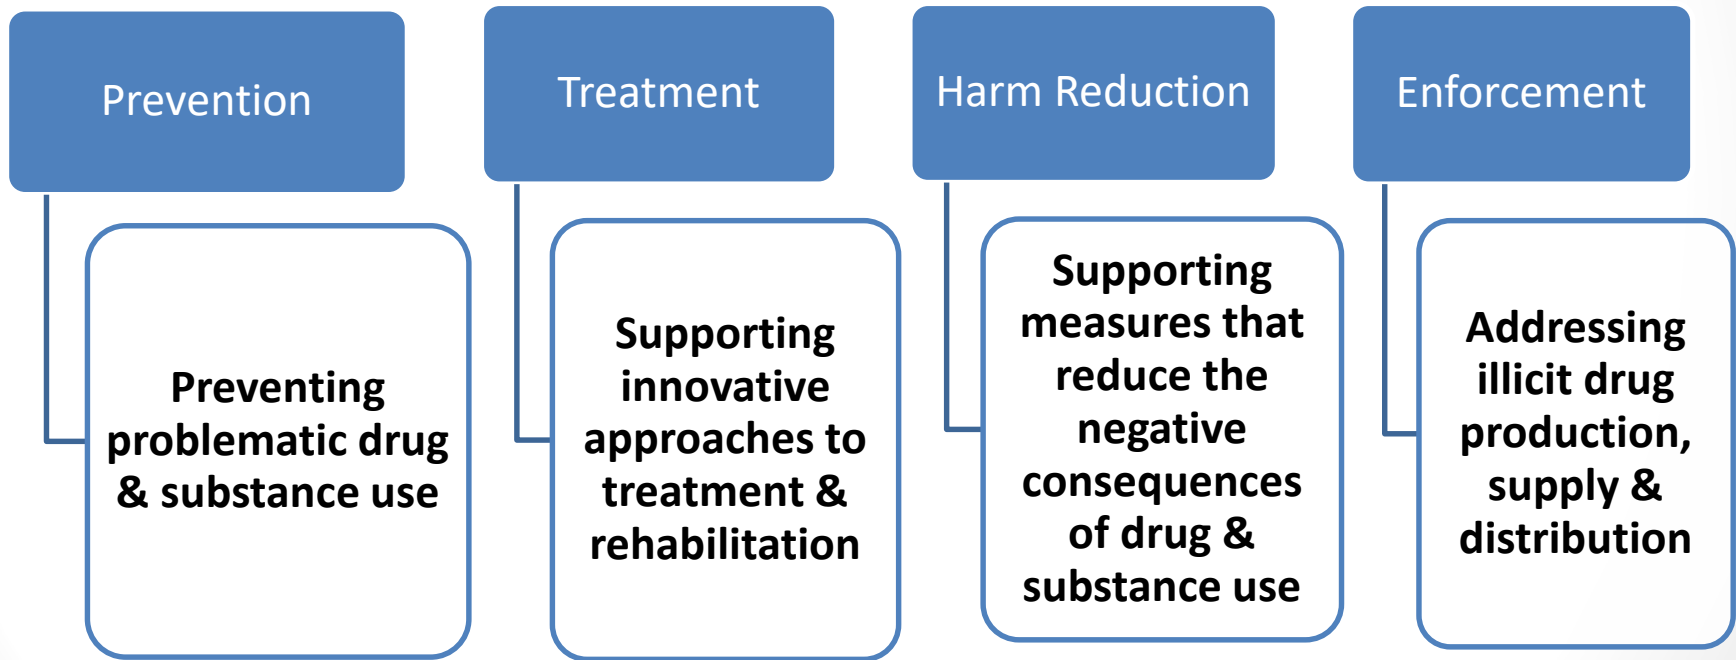 Prevention
Preventing
problematic drug
& substance use
Treatment
Supporting
innovative
approaches to
treatment &
rehabilitation
Harm Reduction
Supporting
measures that
reduce the
negative
consequences
of drug &
substance use
Enforcement
Addressing
illicit drug
production,
supply &
distribution